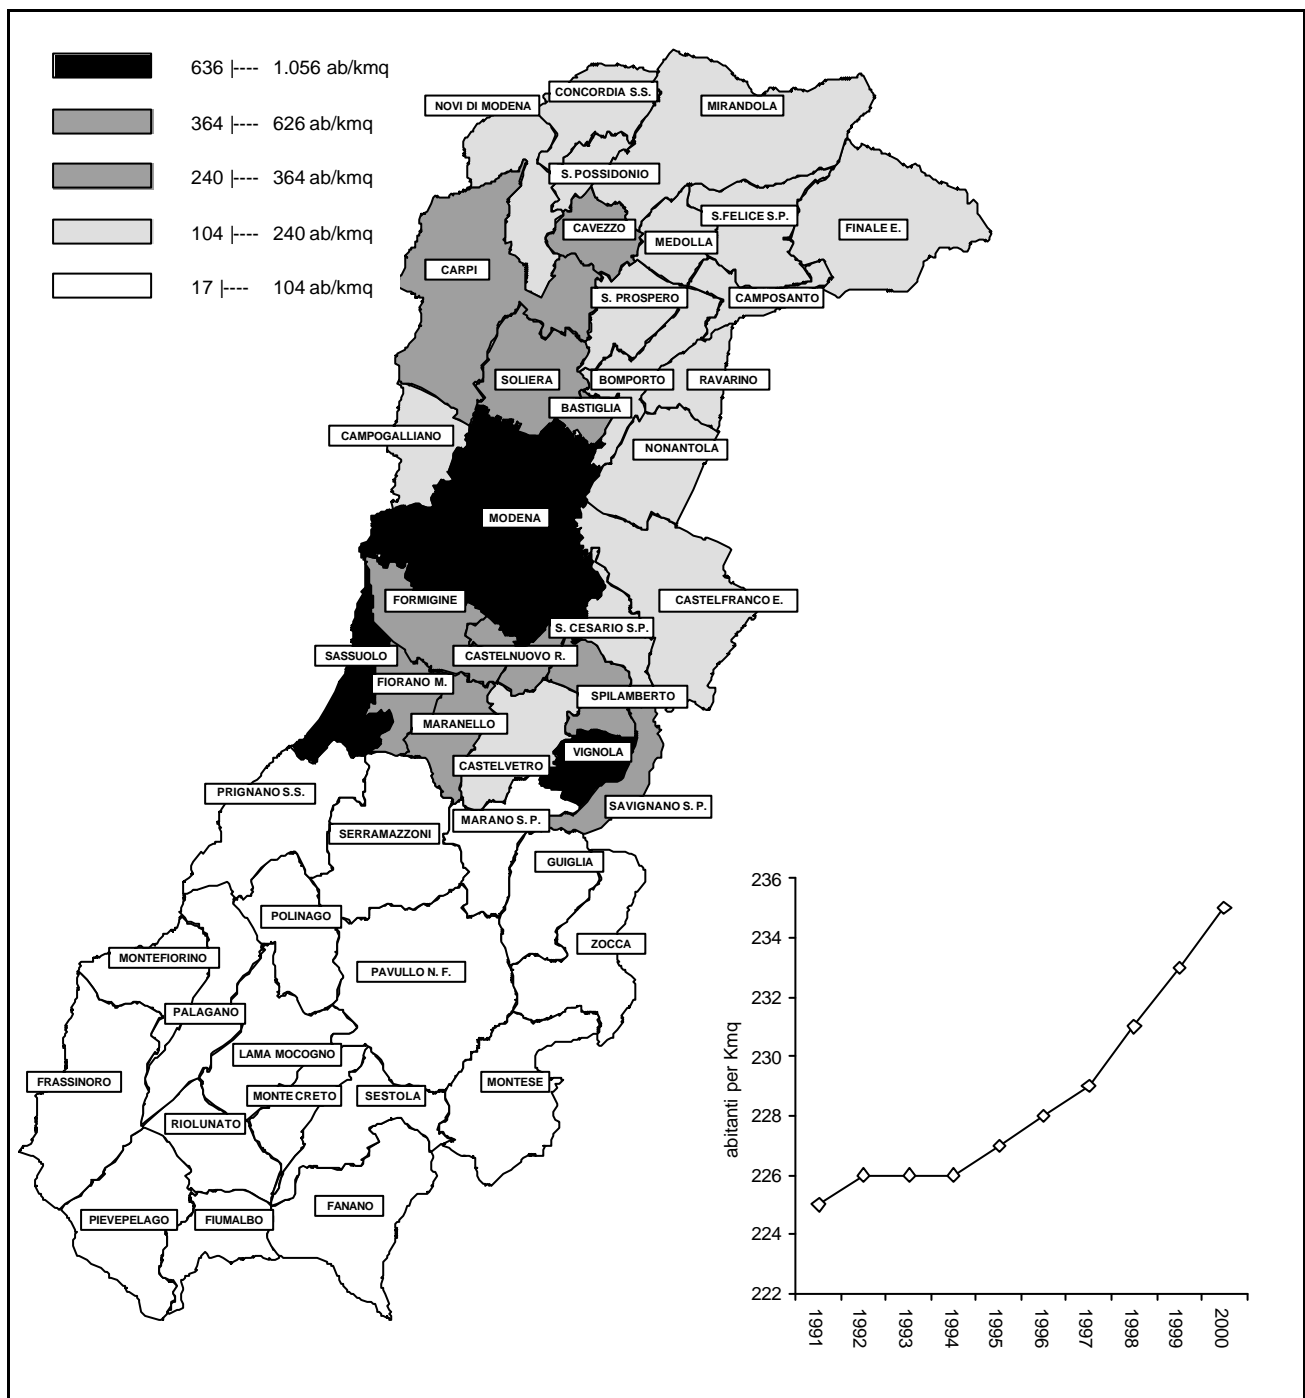 636 |---- 1.056 ab/kmq
364 |---- 626 ab/kmq
240 |---- 364 ab/kmq
104 |---- 240 ab/kmq
17 |---- 104 ab/kmq
CONCORDIA S.S.
NOVI DI MODENA
MIRANDOLA
S. POSSIDONIO
S.FELICE S.P.
CAVEZZO
FINALE E.
MEDOLLA
CARPI
S. PROSPERO
CAMPOSANTO
SOLIERA
BOMPORTO
RAVARINO
BASTIGLIA
CAMPOGALLIANO
NONANTOLA
MODENA
FORMIGINE
CASTELFRANCO E.
S. CESARIO S.P.
SASSUOLO
CASTELNUOVO R.
FIORANO M.
SPILAMBERTO
MARANELLO
VIGNOLA
CASTELVETRO
PRIGNANO S.S.
SAVIGNANO S. P.
MARANO S. P.
SERRAMAZZONI
GUIGLIA
POLINAGO
ZOCCA
MONTEFIORINO
PAVULLO N. F.
PALAGANO
LAMA MOCOGNO
FRASSINORO
MONTESE
MONTE CRETO
SESTOLA
RIOLUNATO
FANANO
PIEVEPELAGO
FIUMALBO
abitanti per Kmq
236
234
232
230
228
226
224
222
1991
1992
1993
1994
1995
1996
1997
1998
1999
2000